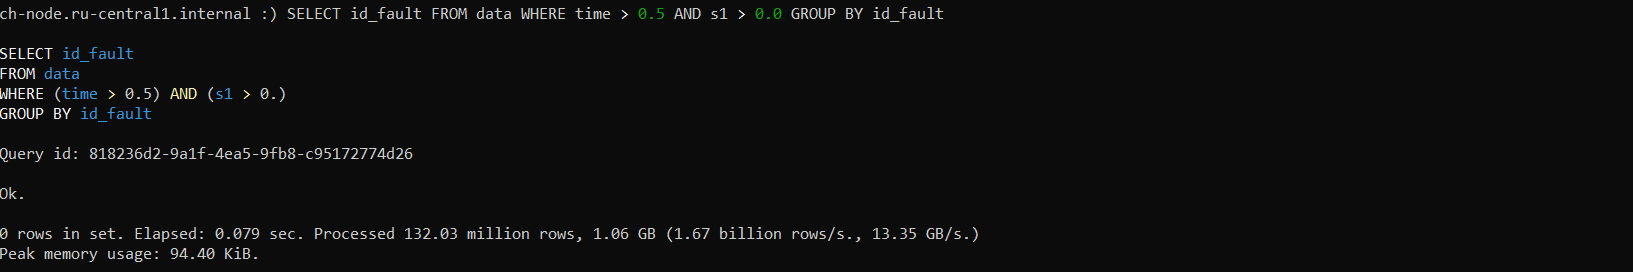 ch-node.ru-central1.internal :) SELECT id_fault FROM data WHERE time > 0.5 AND s1 > 0.0 GROUP BY id_fault
SELECT id_fault
FROM data
WHERE (time > 0.5) AND (s1 > 0.)
GROUP BY id_fault
Query id: 818236d2-9a1f-4ea5-9fb8-c95172774d26
Ok.
0 rows in set. Elapsed: 0.079 sec. Processed 132.03 million rows, 1.06 GB (1.67 billion rows/s., 13.35 GB/s.)
Peak memory usage: 94.40 KiB.